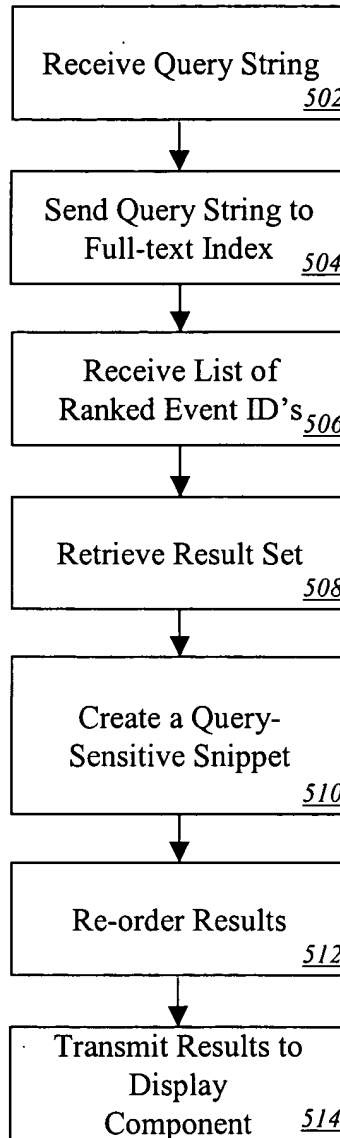 Receive Query String
502
Send Query String to
Full-text Index
504
Receive List of
Ranked Event ID's
506
Retrieve Result Set
508
Create a Query-
Sensitive Snippet
510
Re-order Results
512
Transmit Results to
Display
Component
514